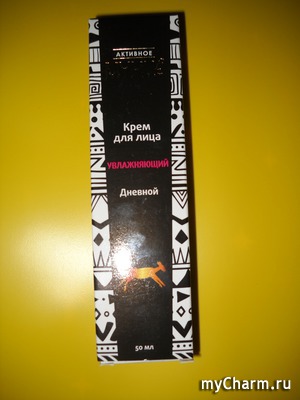 АКТИВНОЕ
Крем
для лица
УВЛАЖНЯЮЩИЙ
Дневной
50 мл
myCharm.ru